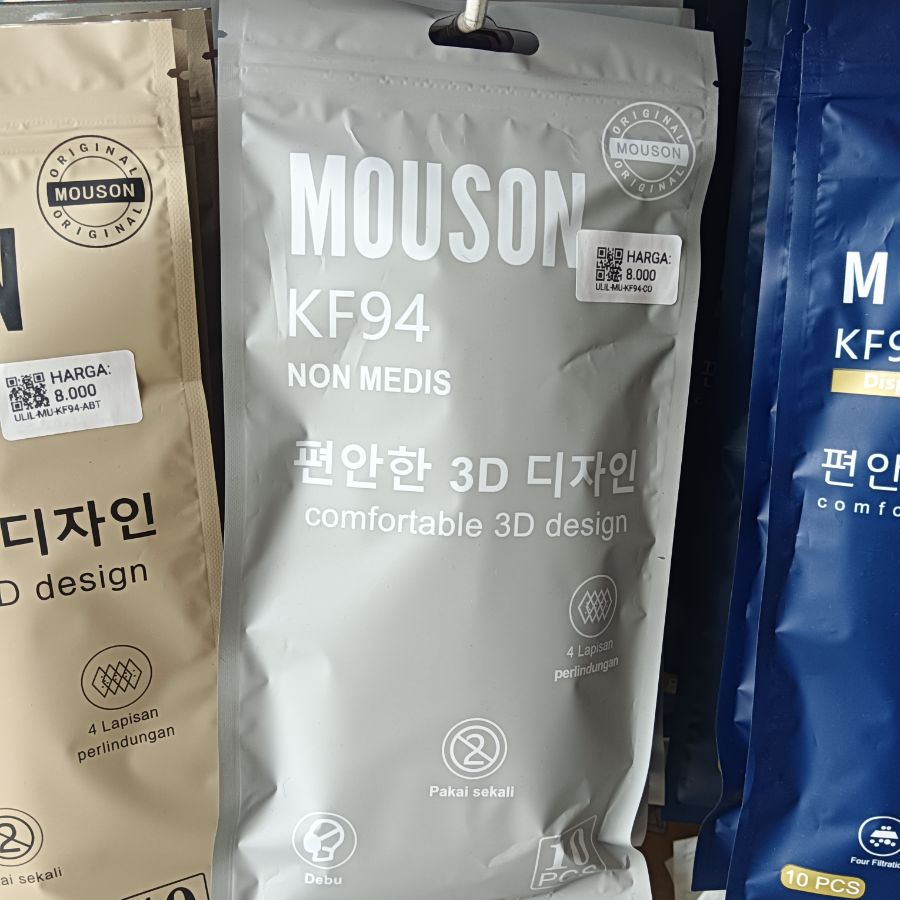 ORIGINAL
MOUSON
ORIGINAL
N
HARGA:
8.000
ULIL-MU-KF94-ABT
디자인
D design
4 Lapisan
perlindungan
ai sekali
10
ORIGINAL
MOUSON
ORIGINAL
MOUSON
HARGA:
8.000
ULIL-MU-KF94-CO
KF94
NON MEDIS
편안한 3D 디자인
comfortable 3D design
4 Lapisan
perlindungan
2
Pakai sekali
Debu
10
PCS
M
KF9
Dis
편안
comfo
Four Filtratio
10 PCS